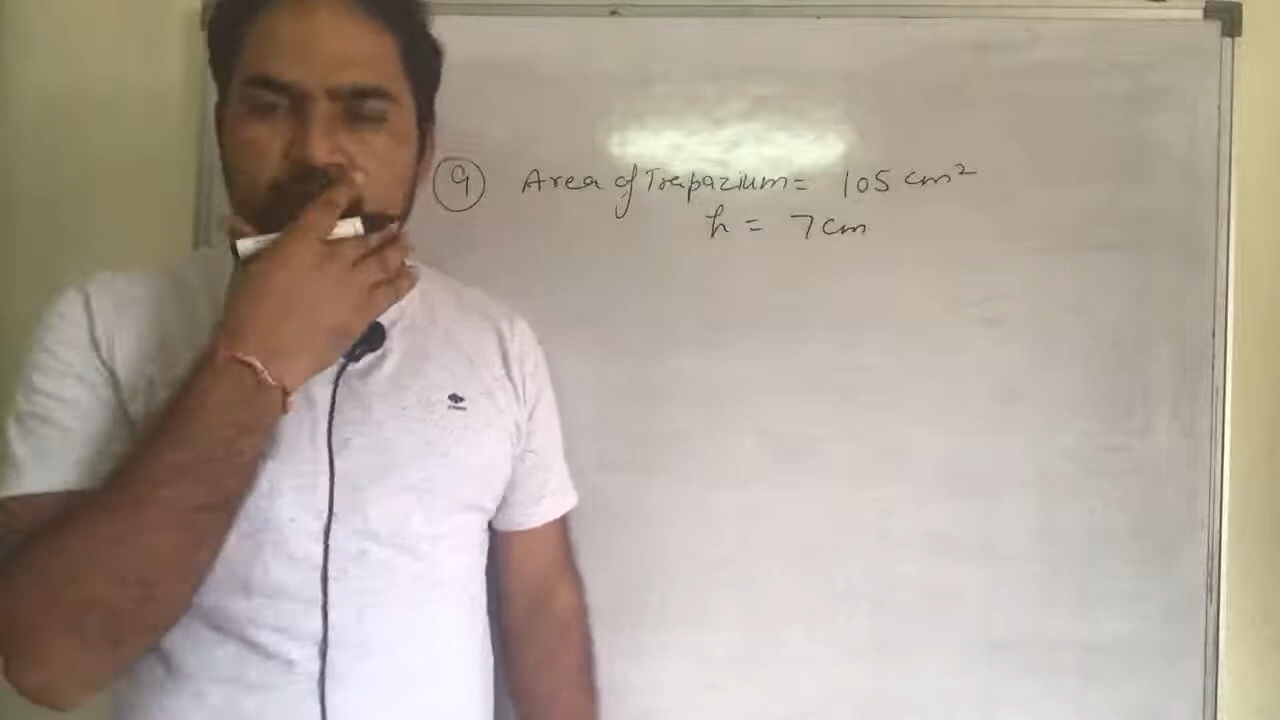 9 Area of Trapazium = 105 cm²
h = 7 cm